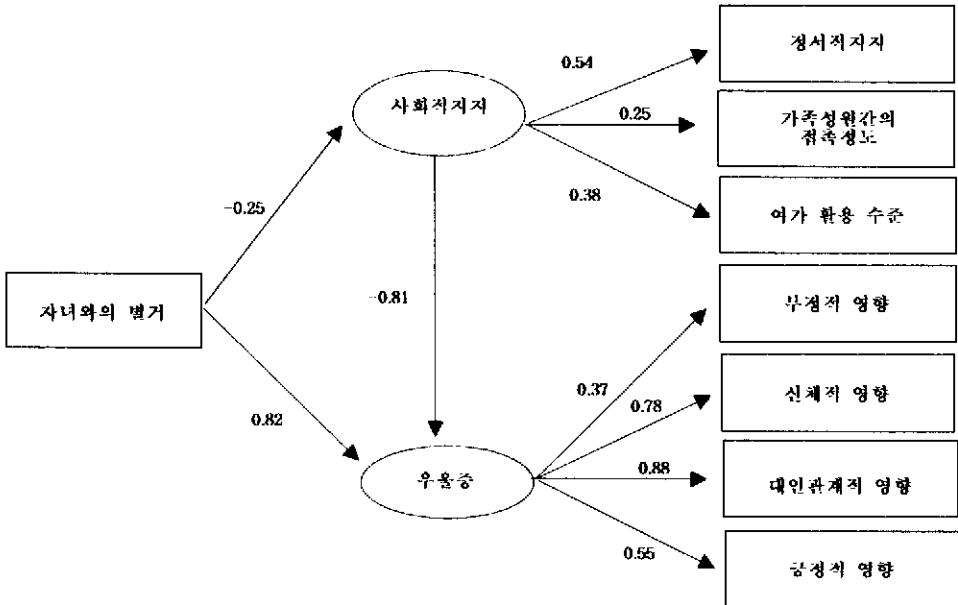 정서적지지
0.54
사회적지지
0.25
가족성원간의
접촉정도
-0.25
0.38
여가 활용 수준
자녀와의 별거
-0.81
부정적 영향
0.37
신체적 영향
0.78
0.82
우울증
0.88
대인관계적 영향
0.55
긍정적 영향